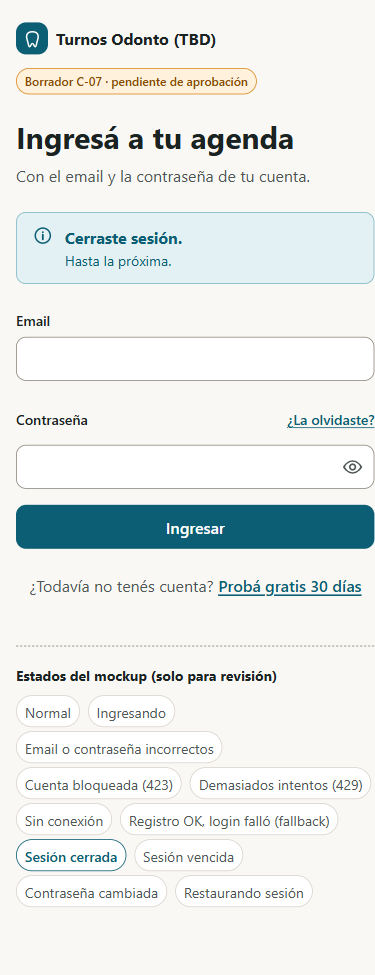 Turnos Odonto (TBD)
Borrador C-07 · pendiente de aprobación
Ingresá a tu agenda
Con el email y la contraseña de tu cuenta.
Cerraste sesión.
Hasta la próxima.
Email
Contraseña ¿La olvidaste?
Ingresar
¿Todavía no tenés cuenta? Probá gratis 30 días
Estados del mockup (solo para revisión)
Normal Ingresando
Email o contraseña incorrectos
Cuenta bloqueada (423) Demasiados intentos (429)
Sin conexión Registro OK, login falló (fallback)
Sesión cerrada Sesión vencida
Contraseña cambiada Restaurando sesión